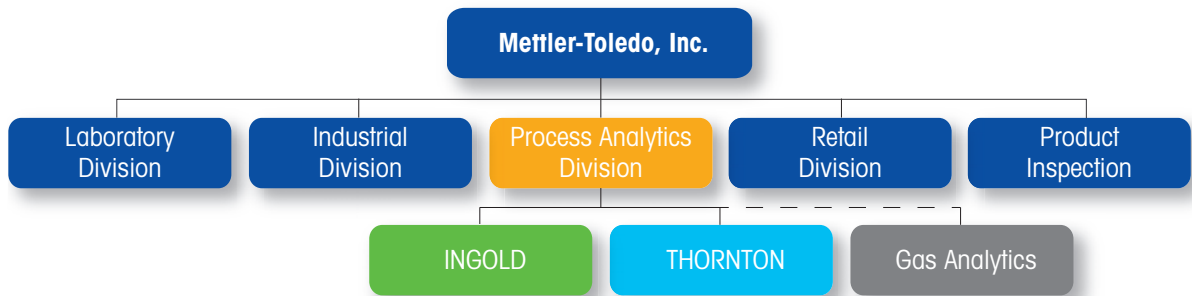 Mettler-Toledo, Inc.
Laboratory
Division
Industrial
Division
Process Analytics
Division
Retail
Division
Product
Inspection
INGOLD
THORNTON
Gas Analytics